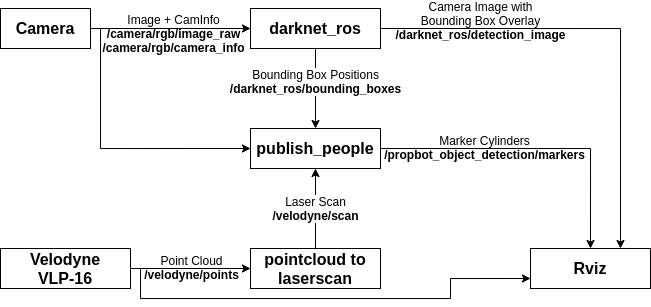 Camera
Image + CamInfo
/camera/rgb/image_raw
/camera/rgb/camera_info
darknet_ros
Camera Image with
Bounding Box Overlay
/darknet_ros/detection_image
Bounding Box Positions
/darknet_ros/bounding_boxes
publish_people
Marker Cylinders
/propbot_object_detection/markers
Laser Scan
/velodyne/scan
Velodyne
VLP-16
Point Cloud
/velodyne/points
pointcloud to
laserscan
Rviz